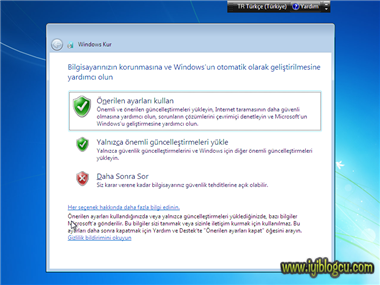 TR Türkçe (Türkiye) Yardım
Windows Kur
Bilgisayarınızın korunmasına ve Windows'un otomatik olarak geliştirilmesine
yardımcı olun
Önerilen ayarları kullan
Önemli ve önerilen güncelleştirmeleri yükleyin, Internet taramasının daha güvenli
olmasına yardımcı olun, sorunların çözümlerini çevrimiçi denetleyin ve Microsoft'un
Windows'u geliştirmesine yardımcı olun.
Yalnızca önemli güncelleştirmeleri yükle
Yalnızca güvenlik güncelleştirmelerini ve Windows için diğer önemli güncelleştirmeleri
yükleyin.
Daha Sonra Sor
Siz karar verene kadar bilgisayarınız güvenlik tehditlerine açık olabilir.
Her seçenek hakkında daha fazla bilgi edinin.
Önerilen ayarları kullandığınızda veya yalnızca güncelleştirmeleri yüklediğinizde, bazı bilgiler
Microsoft'a gönderilir. Bu bilgiler sizi tanımak veya sizinle iletişim kurmak için kullanılmaz. Bu
ayarları daha sonra kapatmak için Yardım ve Destek'te "Önerilen ayarları kapat" öğesini arayın.
Gizlilik bildirimini okuyun
www.iyiblogcu.com